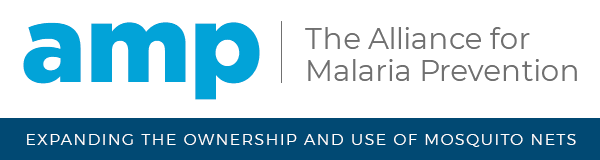 amp
The Alliance for
Malaria Prevention
EXPANDING THE OWNERSHIP AND USE OF MOSQUITO NETS